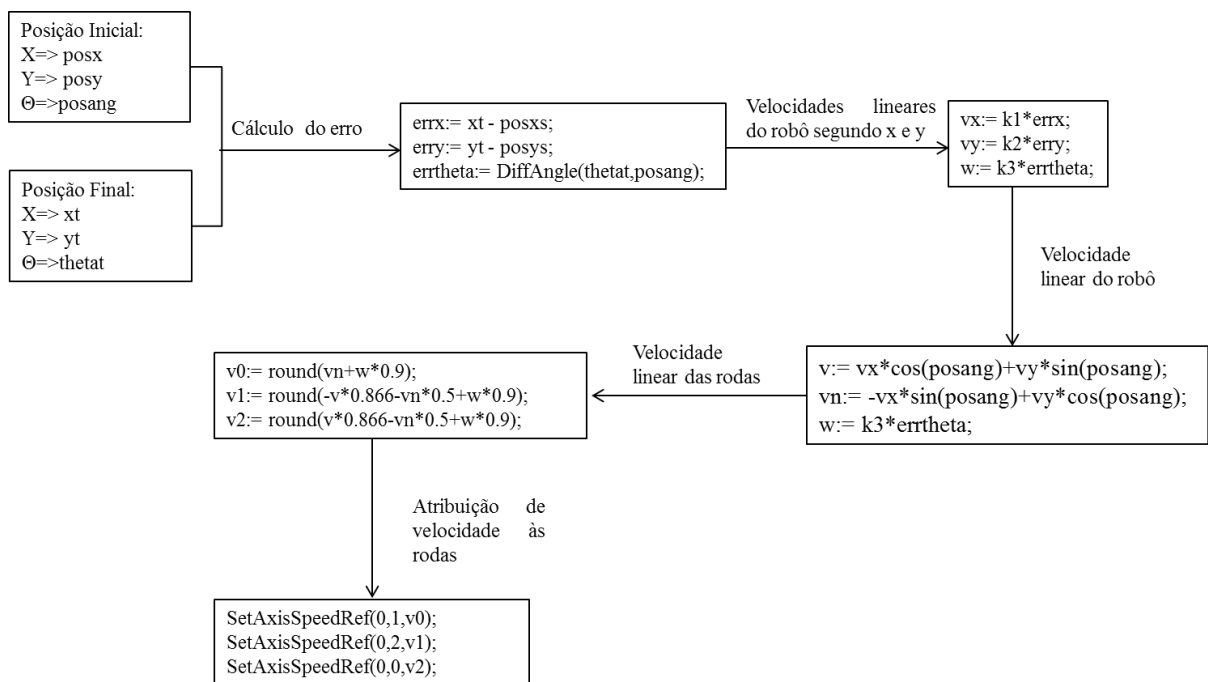 Posição Inicial:
X=> posx
Y=> posy
Θ=>posang
Posição Final:
X=> xt
Y=> yt
Θ=>thetat
Cálculo do erro
errx:= xt - posxs;
erry:= yt - posys;
errtheta:= DiffAngle(thetat,posang);
Velocidades lineares
do robô segundo x e y
vx:= k1*errx;
vy:= k2*erry;
w:= k3*errtheta;
Velocidade
linear do robô
v:= vx*cos(posang)+vy*sin(posang);
vn:= -vx*sin(posang)+vy*cos(posang);
w:= k3*errtheta;
Velocidade
linear das rodas
v0:= round(vn+w*0.9);
v1:= round(-v*0.866-vn*0.5+w*0.9);
v2:= round(v*0.866-vn*0.5+w*0.9);
Atribuição de
velocidade às
rodas
SetAxisSpeedRef(0,1,v0);
SetAxisSpeedRef(0,2,v1);
SetAxisSpeedRef(0,0,v2);